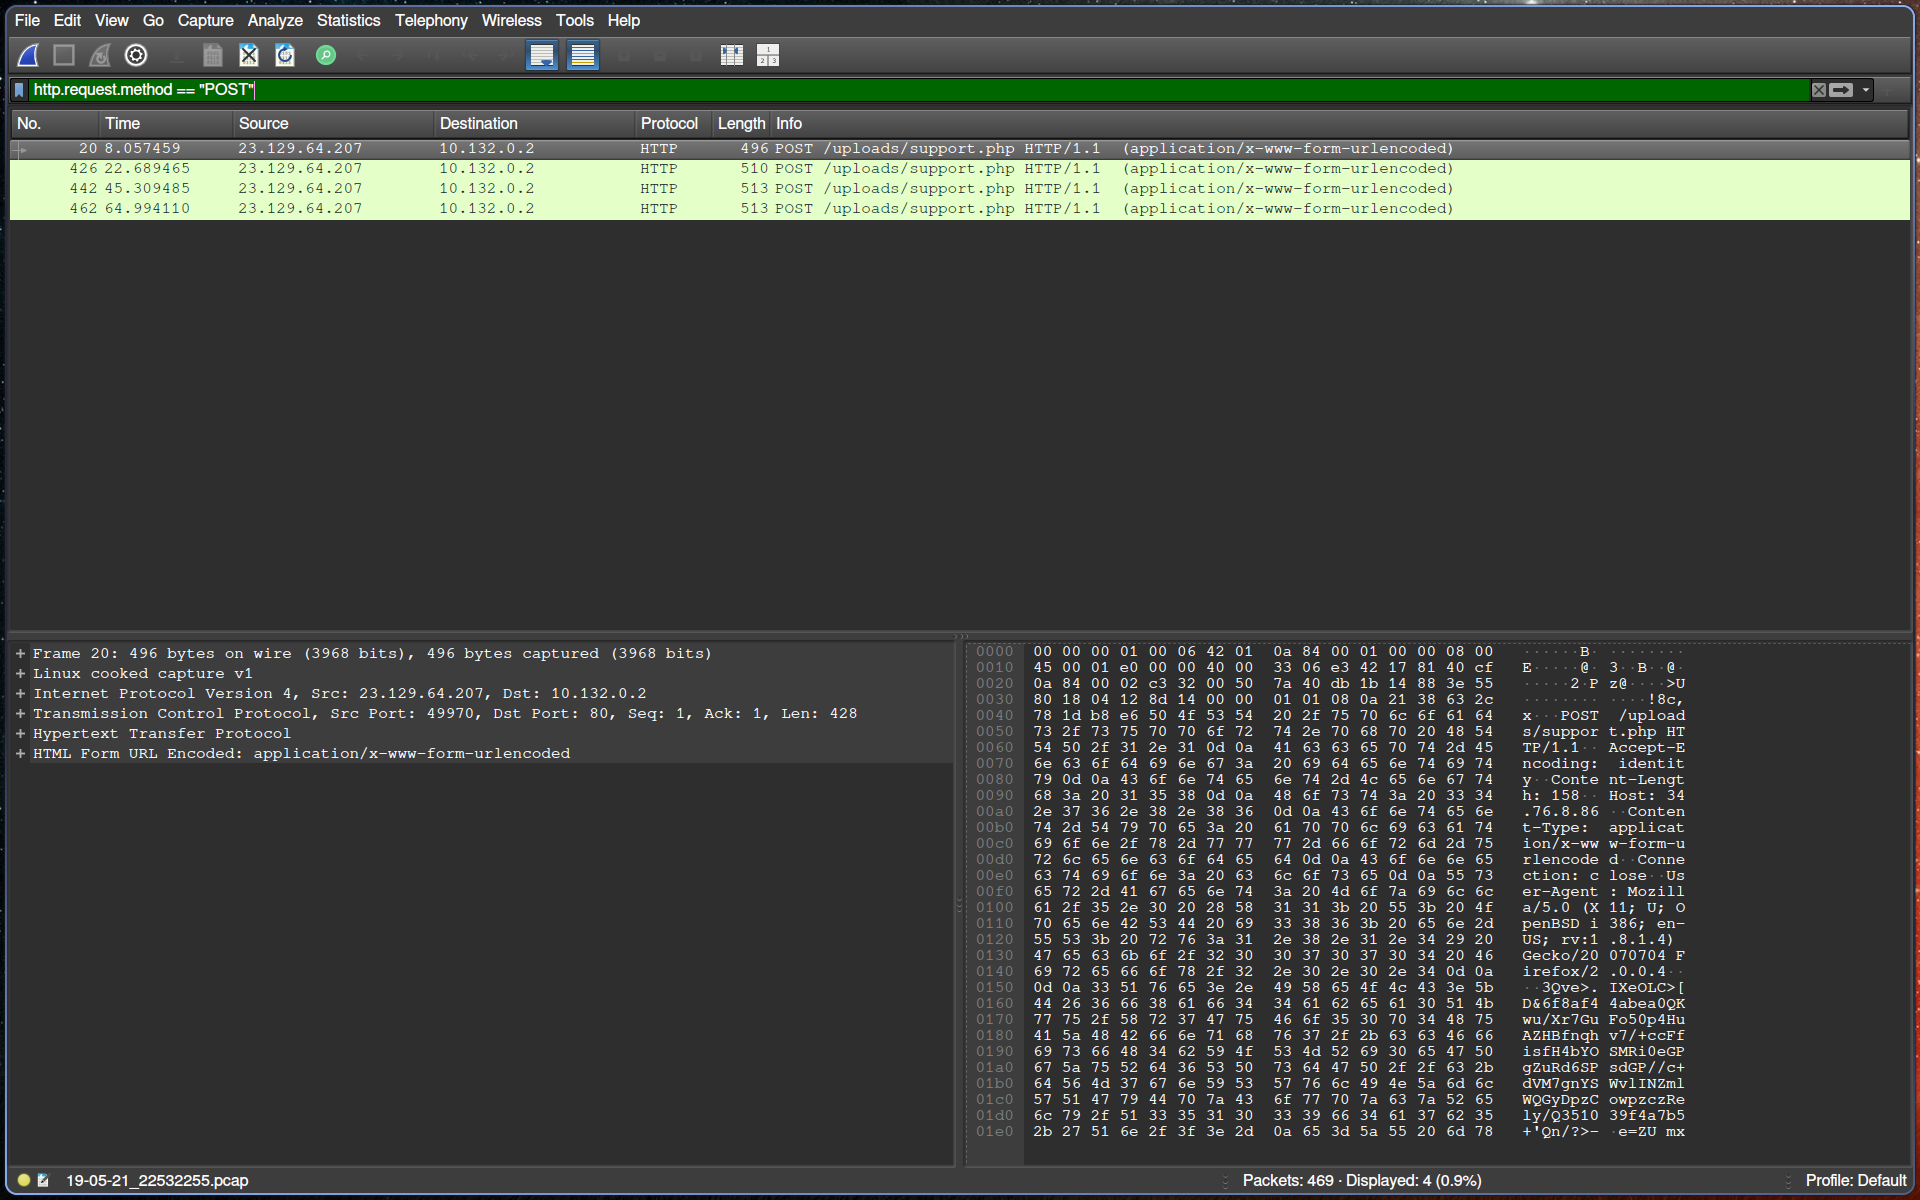 File Edit View Go Capture Analyze Statistics Telephony Wireless Tools Help
http.request.method == "POST"
No. Time Source Destination Protocol Length Info
20 8.057459 23.129.64.207 10.132.0.2 HTTP 496 POST /uploads/support.php HTTP/1.1 (application/x-www-form-urlencoded)
426 22.689465 23.129.64.207 10.132.0.2 HTTP 510 POST /uploads/support.php HTTP/1.1 (application/x-www-form-urlencoded)
442 45.309485 23.129.64.207 10.132.0.2 HTTP 513 POST /uploads/support.php HTTP/1.1 (application/x-www-form-urlencoded)
462 64.994110 23.129.64.207 10.132.0.2 HTTP 513 POST /uploads/support.php HTTP/1.1 (application/x-www-form-urlencoded)
Frame 20: 496 bytes on wire (3968 bits), 496 bytes captured (3968 bits)
Linux cooked capture v1
Internet Protocol Version 4, Src: 23.129.64.207, Dst: 10.132.0.2
Transmission Control Protocol, Src Port: 49970, Dst Port: 80, Seq: 1, Ack: 1, Len: 428
Hypertext Transfer Protocol
HTML Form URL Encoded: application/x-www-form-urlencoded
0000 00 00 00 01 00 06 42 01 0a 84 00 01 00 00 08 00 ······B· ········
0010 45 00 01 e0 00 00 40 00 33 06 e3 42 17 81 40 cf E·····@· 3··B··@·
0020 0a 84 00 02 c3 32 00 50 7a 40 db 1b 14 88 3e 55 ·····2·P z@····>U
0030 80 18 04 12 8d 14 00 00 01 01 08 0a 21 38 63 2c ········ ····!8c,
0040 78 1d b8 e6 50 4f 53 54 20 2f 75 70 6c 6f 61 64 x···POST /upload
0050 73 2f 73 75 70 70 6f 72 74 2e 70 68 70 20 48 54 s/suppor t.php HT
0060 54 50 2f 31 2e 31 0d 0a 41 63 63 65 70 74 2d 45 TP/1.1·· Accept-E
0070 6e 63 6f 64 69 6e 67 3a 20 69 64 65 6e 74 69 74 ncoding: identit
0080 79 0d 0a 43 6f 6e 74 65 6e 74 2d 4c 65 6e 67 74 y··Conte nt-Lengt
0090 68 3a 20 31 35 38 0d 0a 48 6f 73 74 3a 20 33 34 h: 158·· Host: 34
00a0 2e 37 36 2e 38 2e 38 36 0d 0a 43 6f 6e 74 65 6e .76.8.86 ··Conten
00b0 74 2d 54 79 70 65 3a 20 61 70 70 6c 69 63 61 74 t-Type: applicat
00c0 69 6f 6e 2f 78 2d 77 77 77 2d 66 6f 72 6d 2d 75 ion/x-ww w-form-u
00d0 72 6c 65 6e 63 6f 64 65 64 0d 0a 43 6f 6e 6e 65 rlencode d··Conne
00e0 63 74 69 6f 6e 3a 20 63 6c 6f 73 65 0d 0a 55 73 ction: c lose··Us
00f0 65 72 2d 41 67 65 6e 74 3a 20 4d 6f 7a 69 6c 6c er-Agent : Mozill
0100 61 2f 35 2e 30 20 28 58 31 31 3b 20 55 3b 20 4f a/5.0 (X 11; U; O
0110 70 65 6e 42 53 44 20 69 33 38 36 3b 20 65 6e 2d penBSD i 386; en-
0120 55 53 3b 20 72 76 3a 31 2e 38 2e 31 2e 34 29 20 US; rv:1 .8.1.4)
0130 47 65 63 6b 6f 2f 32 30 30 37 30 37 30 34 20 46 Gecko/20 070704 F
0140 69 72 65 66 6f 78 2f 32 2e 30 2e 30 2e 34 0d 0a irefox/2 .0.0.4··
0150 0d 0a 33 51 76 65 3e 2e 49 58 65 4f 4c 43 3e 5b ··3Qve>. IXeOLC>[
0160 44 26 36 66 38 61 66 34 34 61 62 65 61 30 51 4b D&6f8af4 4abea0QK
0170 77 75 2f 58 72 37 47 75 46 6f 35 30 70 34 48 75 wu/Xr7Gu Fo50p4Hu
0180 41 5a 48 42 66 6e 71 68 76 37 2f 2b 63 63 46 66 AZHBfnqh v7/+ccFf
0190 69 73 66 48 34 62 59 4f 53 4d 52 69 30 65 47 50 isfH4bYO SMRi0eGP
01a0 67 5a 75 52 64 36 53 50 73 64 47 50 2f 2f 63 2b gZuRd6SP sdGP//c+
01b0 64 56 4d 37 67 6e 59 53 57 76 6c 49 4e 5a 6d 6c dVM7gnYS WvlINZml
01c0 57 51 47 79 44 70 7a 43 6f 77 70 7a 63 7a 52 65 WQGyDpzC owpzczRe
01d0 6c 79 2f 51 33 35 31 30 33 39 66 34 61 37 62 35 ly/Q3510 39f4a7b5
01e0 2b 27 51 6e 2f 3f 3e 2d 0a 65 3d 5a 55 20 6d 78 +'Qn/?>- ·e=ZU mx
19-05-21_22532255.pcap Packets: 469 · Displayed: 4 (0.9%) Profile: Default